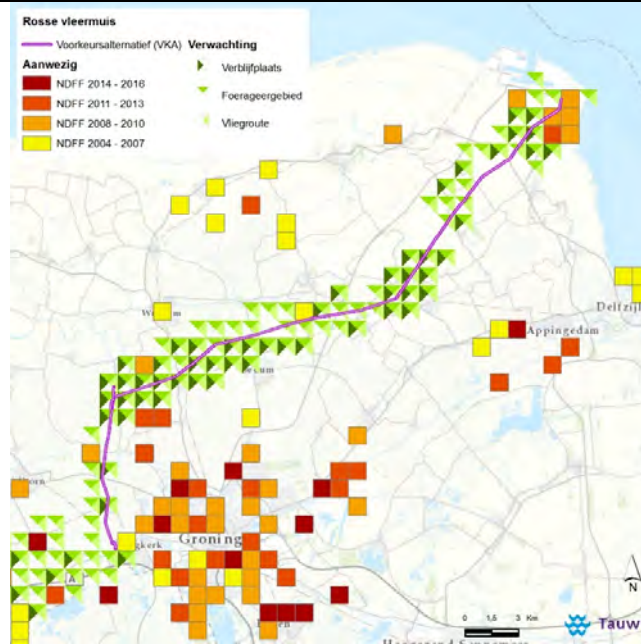 Rosse vleermuis
Voorkeursalternatief (VKA)
Aanwezig
NDFF 2014 - 2016
NDFF 2011 - 2013
NDFF 2008 - 2010
NDFF 2004 - 2007
Verwachting
Verblijfplaats
Foerageergebied
Vliegroute
Delfzijl
Appingedam
Groning
A
N
0 1,5 3 Km
Tauw